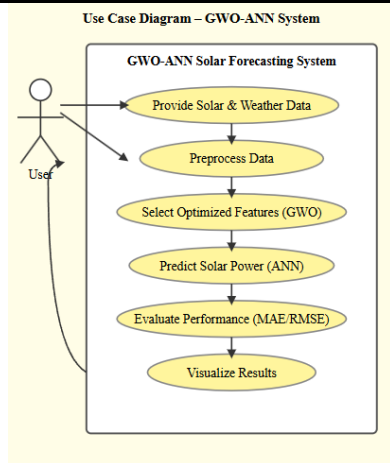 Use Case Diagram – GWO-ANN System
GWO-ANN Solar Forecasting System
Provide Solar & Weather Data
Preprocess Data
User
Select Optimized Features (GWO)
Predict Solar Power (ANN)
Evaluate Performance (MAE/RMSE)
Visualize Results